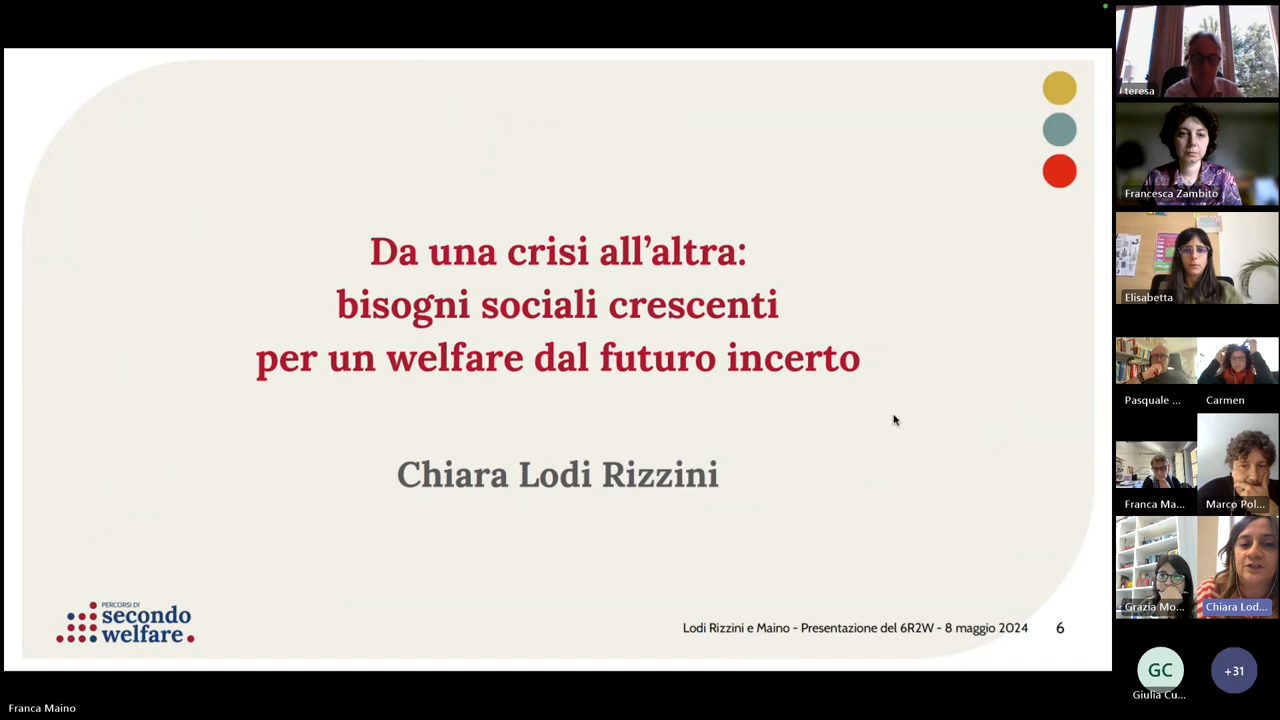 Da una crisi all’altra:
bisogni sociali crescenti
per un welfare dal futuro incerto
Chiara Lodi Rizzini
PERCORSI DI
secondo
welfare
Lodi Rizzini e Maino - Presentazione del 6R2W - 8 maggio 2024
6
Franca Maino
teresa
Francesca Zambito
Elisabetta
Pasquale ...
Carmen
Franca Ma...
Marco Pol...
Grazia Mo...
Chiara Lod...
GC
Giulia Cu...
+31